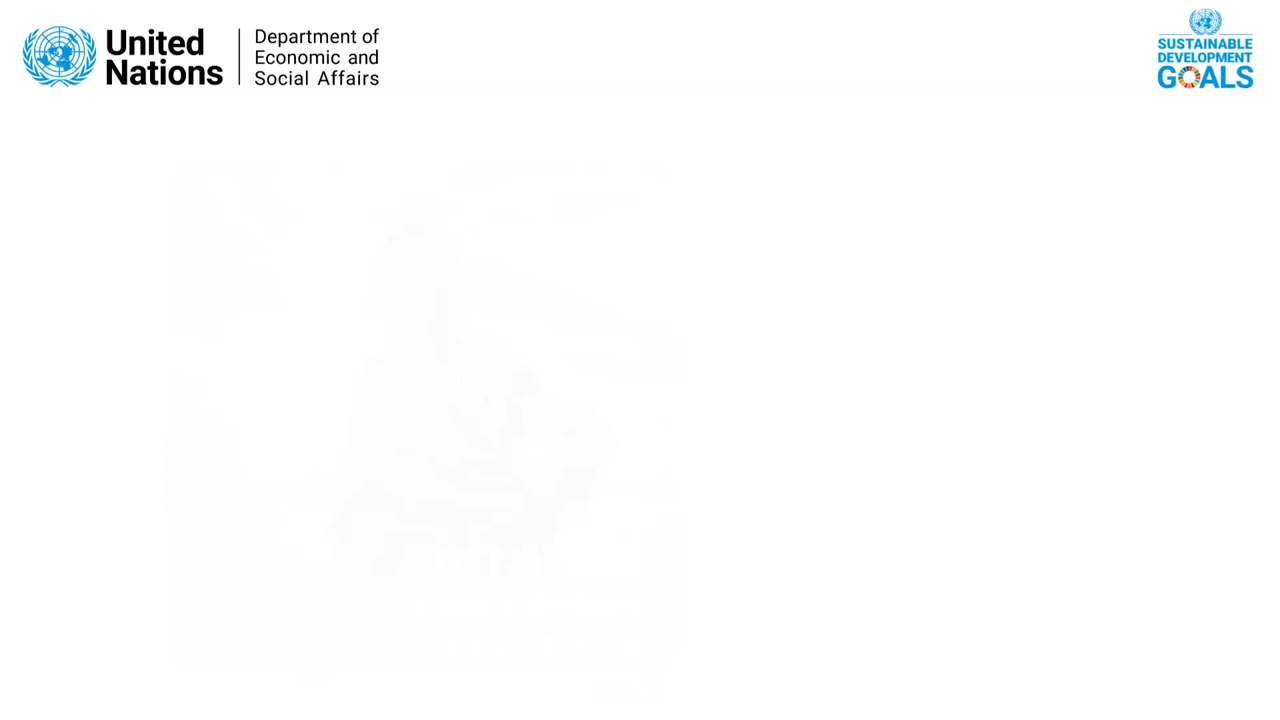 United
Nations
Department of
Economic and
Social Affairs
SUSTAINABLE
DEVELOPMENT
GOALS